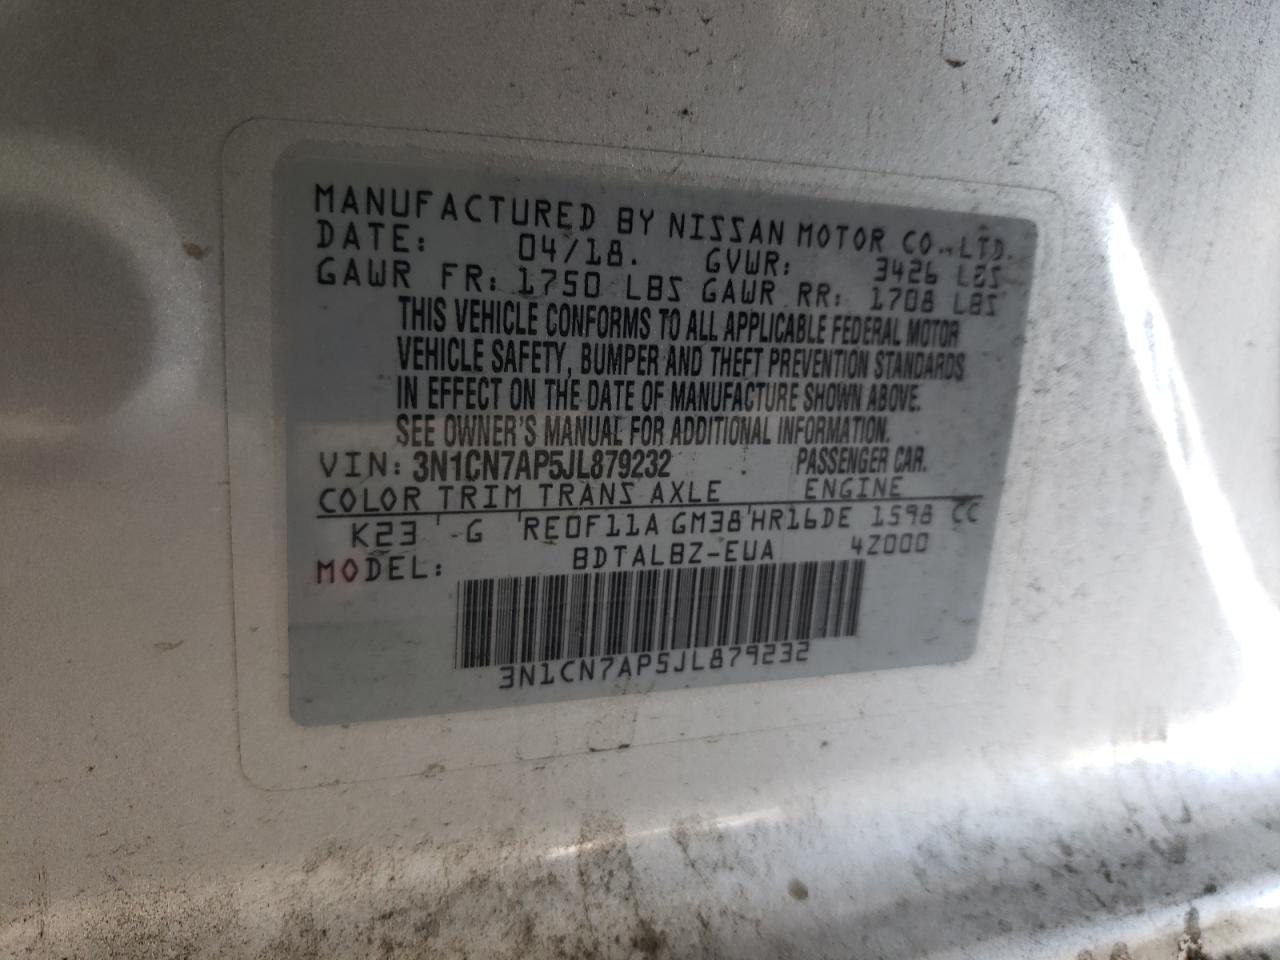 MANUFACTURED BY NISSAN MOTOR CO., LTD.
DATE: 04/18. GVWR: 3426 LBS
GAWR FR: 1750 LBS GAWR RR: 1708 LBS
THIS VEHICLE CONFORMS TO ALL APPLICABLE FEDERAL MOTOR
VEHICLE SAFETY, BUMPER AND THEFT PREVENTION STANDARDS
IN EFFECT ON THE DATE OF MANUFACTURE SHOWN ABOVE.
SEE OWNER'S MANUAL FOR ADDITIONAL INFORMATION.
VIN: 3N1CN7AP5JL879232 PASSENGER CAR.
COLOR TRIM TRANS AXLE ENGINE
K23 G RE0F11A GM38 HR16DE 1598 CC
MODEL: BDTALBZ-EUA 4Z000
3N1CN7AP5JL879232